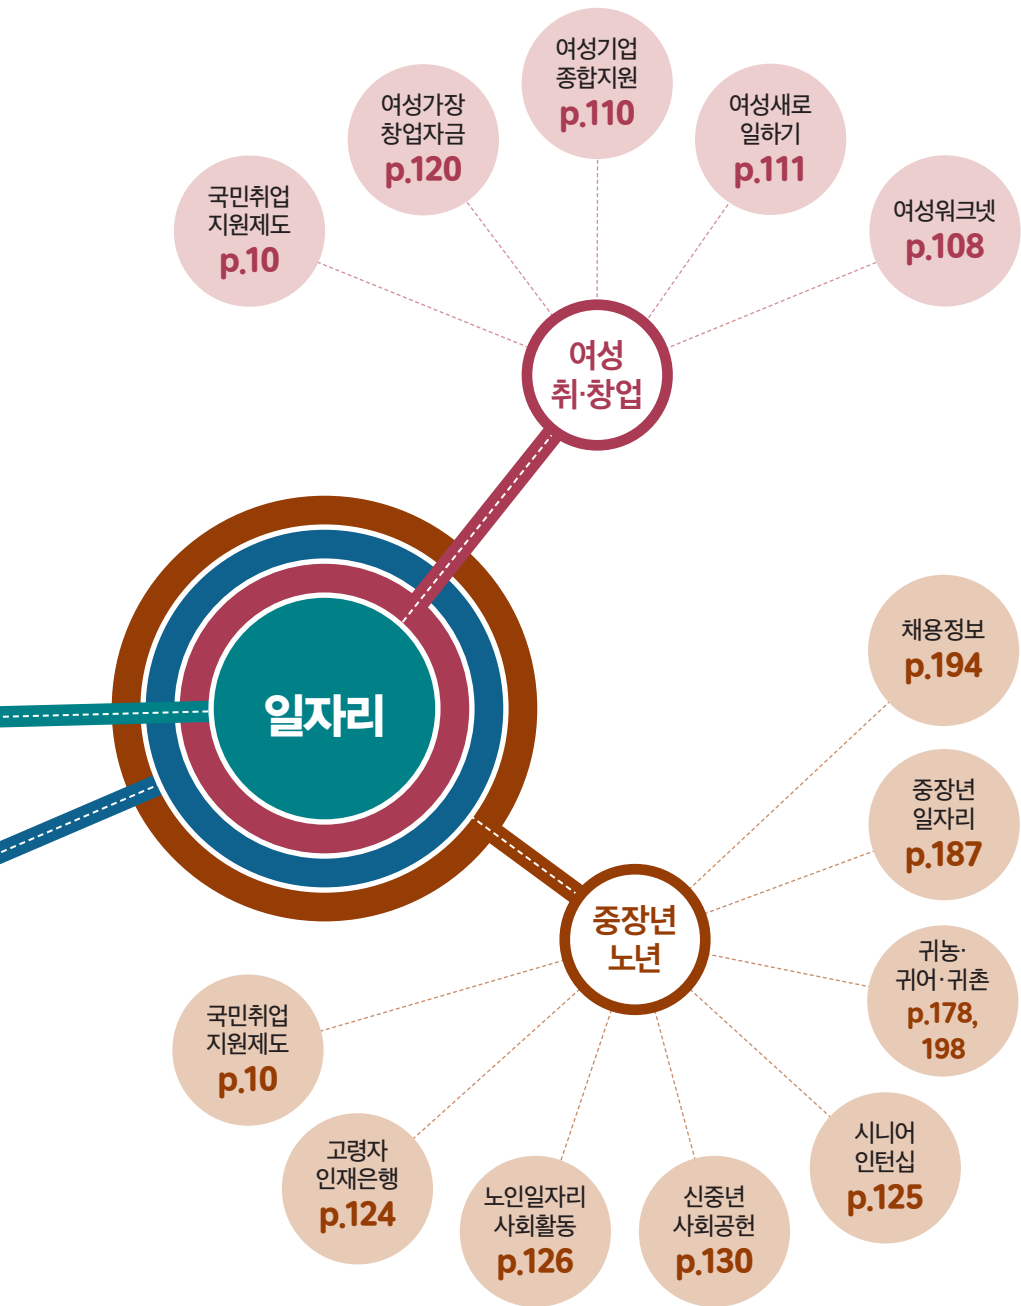 여성기업
종합지원
p.110
여성가장
창업자금
p.120
여성새로
일하기
p.111
국민취업
지원제도
p.10
여성워크넷
p.108
여성
취·창업
일자리
채용정보
p.194
중장년
일자리
p.187
중장년
노년
귀농·
귀어·귀촌
p.178,
198
국민취업
지원제도
p.10
고령자
인재은행
p.124
노인일자리
사회활동
p.126
신중년
사회공헌
p.130
시니어
인턴십
p.125